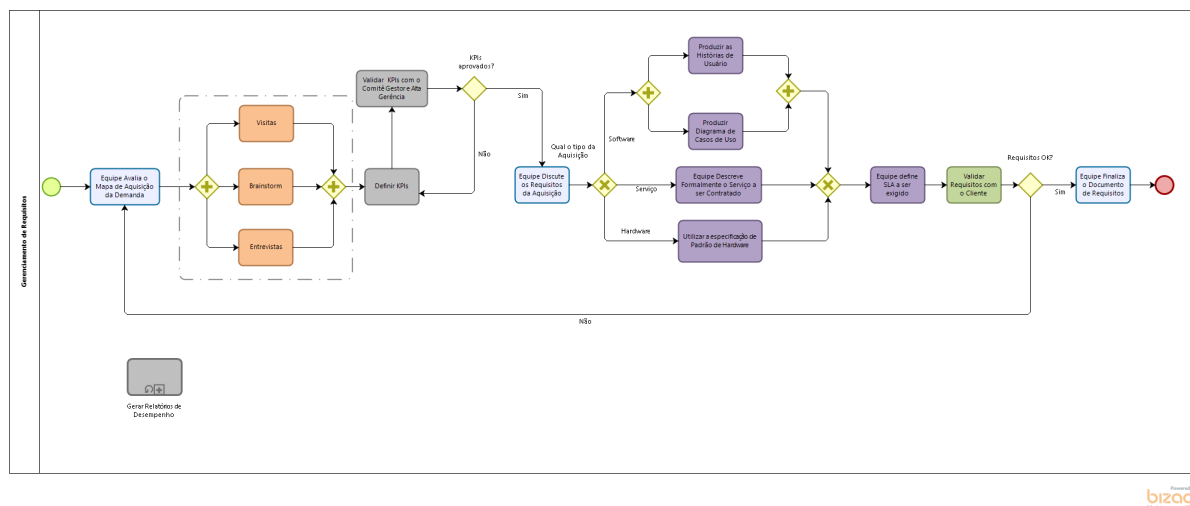 Gerenciamento de Requisitos
Equipe Avalia o
Mapa de Aquisição
da Demanda
Visitas
Brainstorm
Entrevistas
Validar KPIs com o
Comitê Gestor e Alta
Gerência
Definir KPIs
KPIs
aprovados?
Sim
Não
Equipe Discute
os Requisitos
da Aquisição
Qual o tipo da
Aquisição
Software
Serviço
Hardware
Produzir as
Histórias de
Usuário
Produzir
Diagrama de
Casos de Uso
Equipe Descreve
Formalmente o Serviço a
ser Contratado
Utilizar a especificação de
Padrão de Hardware
Equipe define
SLA a ser
exigido
Validar
Requisitos com
o Cliente
Requisitos OK?
Sim
Equipe Finaliza
o Documento
de Requisitos
Não
Gerar Relatórios de
Desempenho
Powered
bizag